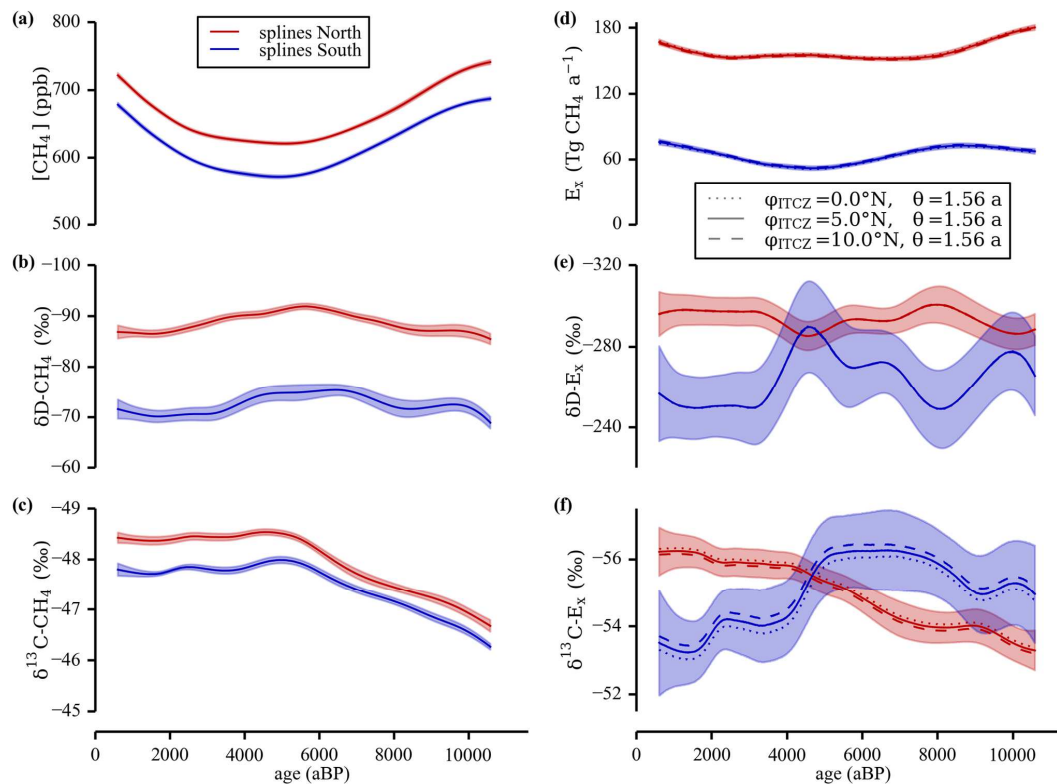 (a)
800
700
600
500
[CH₄] (ppb)
splines North
splines South
(b)
−100
−90
−80
−70
−60
δD-CH₄ (‰)
(c)
−49
−48
−47
−46
−45
δ¹³C-CH₄ (‰)
0
2000
4000
6000
8000
10000
age (aBP)
(d)
180
120
60
0
Eₓ (Tg CH₄ a⁻¹)
φITCZ=0.0°N, θ=1.56 a
φITCZ=5.0°N, θ=1.56 a
φITCZ=10.0°N, θ=1.56 a
(e)
−320
−280
−240
δD-Eₓ (‰)
(f)
−56
−54
−52
δ¹³C-Eₓ (‰)
0
2000
4000
6000
8000
10000
age (aBP)